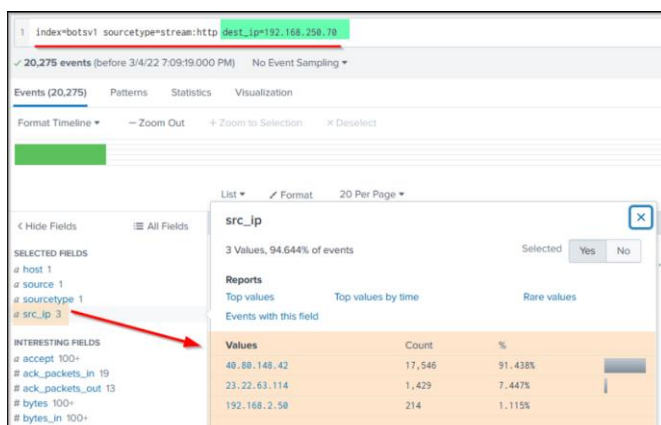 1 index=botsv1 sourcetype=stream:http dest_ip=192.168.250.70
✓ 20,275 events (before 3/4/22 7:09:19.000 PM) No Event Sampling ▾
Events (20,275) Patterns Statistics Visualization
Format Timeline ▾ — Zoom Out + Zoom to Selection × Deselect
List ▾ Format 20 Per Page ▾
< Hide Fields All Fields
SELECTED FIELDS
a host 1
a source 1
a sourcetype 1
a src_ip 3
INTERESTING FIELDS
a accept 100+
# ack_packets_in 19
# ack_packets_out 13
# bytes 100+
# bytes_in 100+
src_ip ×
3 Values, 94.644% of events Selected Yes No
Reports
Top values Top values by time Rare values
Events with this field
Values Count %
40.80.148.42 17,546 91.438%
23.22.63.114 1,429 7.447%
192.168.2.50 214 1.115%